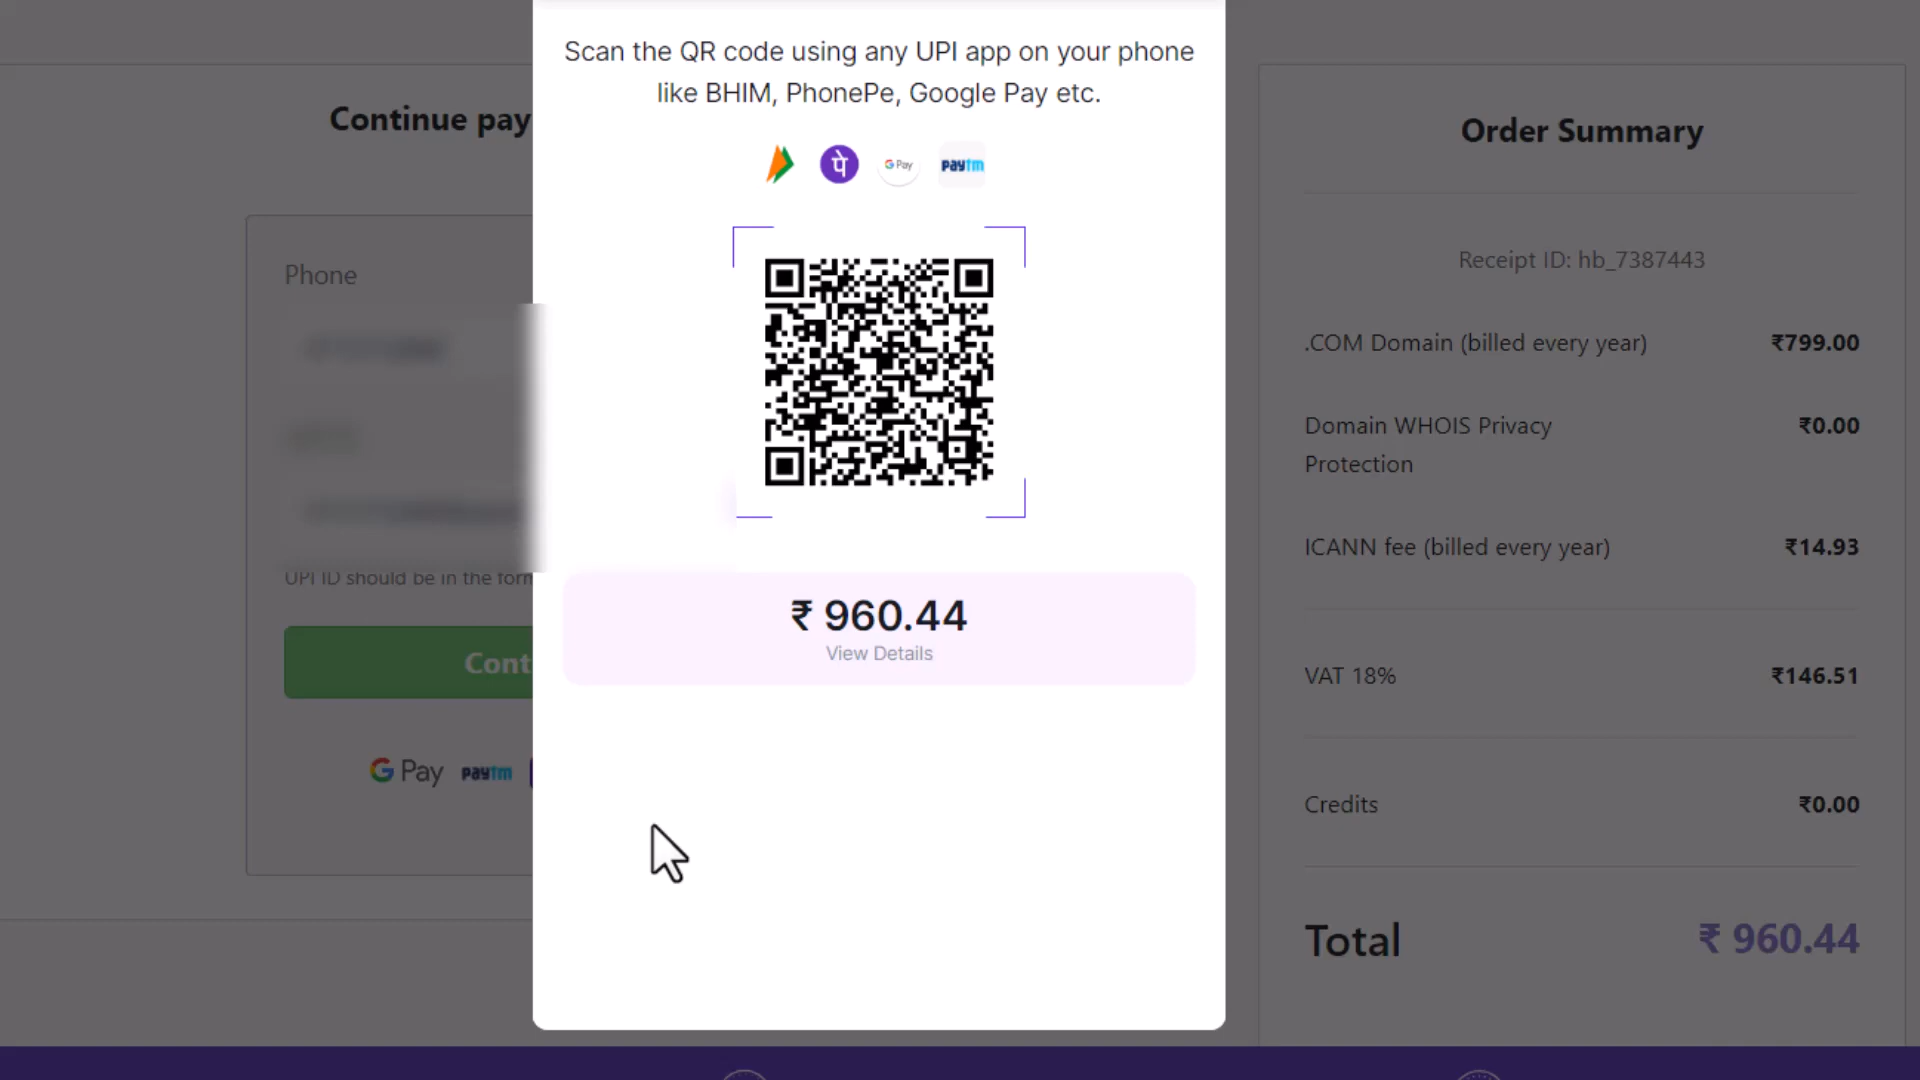 Scan the QR code using any UPI app on your phone
like BHIM, PhonePe, Google Pay etc.
पे
G Pay
paytm
₹ 960.44
View Details
Continue pay
Phone
UPI ID should be in the form
Cont
G Pay paytm
Order Summary
Receipt ID: hb_7387443
.COM Domain (billed every year) ₹799.00
Domain WHOIS Privacy ₹0.00
Protection
ICANN fee (billed every year) ₹14.93
VAT 18% ₹146.51
Credits ₹0.00
Total ₹ 960.44